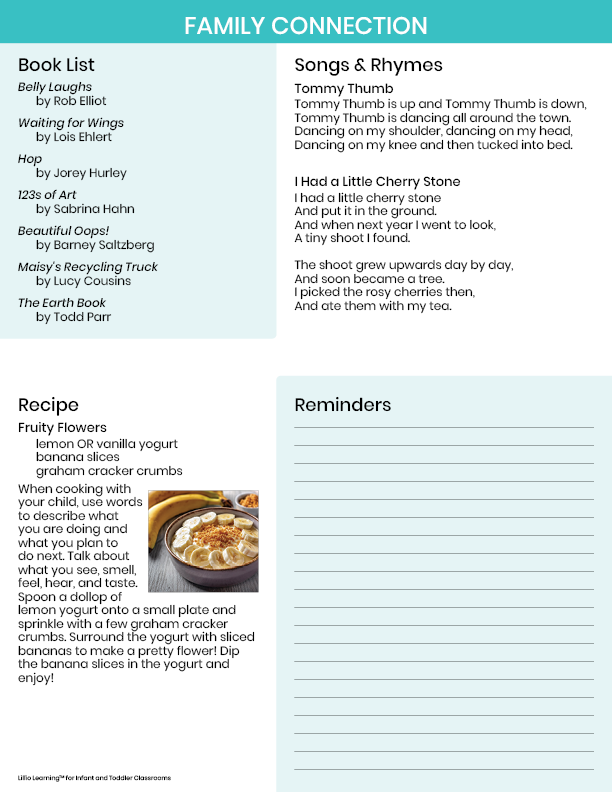 FAMILY CONNECTION
Book List
Belly Laughs
by Rob Elliot
Waiting for Wings
by Lois Ehlert
Hop
by Jorey Hurley
123s of Art
by Sabrina Hahn
Beautiful Oops!
by Barney Saltzberg
Maisy's Recycling Truck
by Lucy Cousins
The Earth Book
by Todd Parr
Songs & Rhymes
Tommy Thumb
Tommy Thumb is up and Tommy Thumb is down,
Tommy Thumb is dancing all around the town.
Dancing on my shoulder, dancing on my head,
Dancing on my knee and then tucked into bed.
I Had a Little Cherry Stone
I had a little cherry stone
And put it in the ground.
And when next year I went to look,
A tiny shoot I found.
The shoot grew upwards day by day,
And soon became a tree.
I picked the rosy cherries then,
And ate them with my tea.
Recipe
Fruity Flowers
lemon OR vanilla yogurt
banana slices
graham cracker crumbs
When cooking with
your child, use words
to describe what
you are doing and
what you plan to
do next. Talk about
what you see, smell,
feel, hear, and taste.
Spoon a dollop of
lemon yogurt onto a small plate and
sprinkle with a few graham cracker
crumbs. Surround the yogurt with sliced
bananas to make a pretty flower! Dip
the banana slices in the yogurt and
enjoy!
Reminders
Lillio Learning™ for Infant and Toddler Classrooms